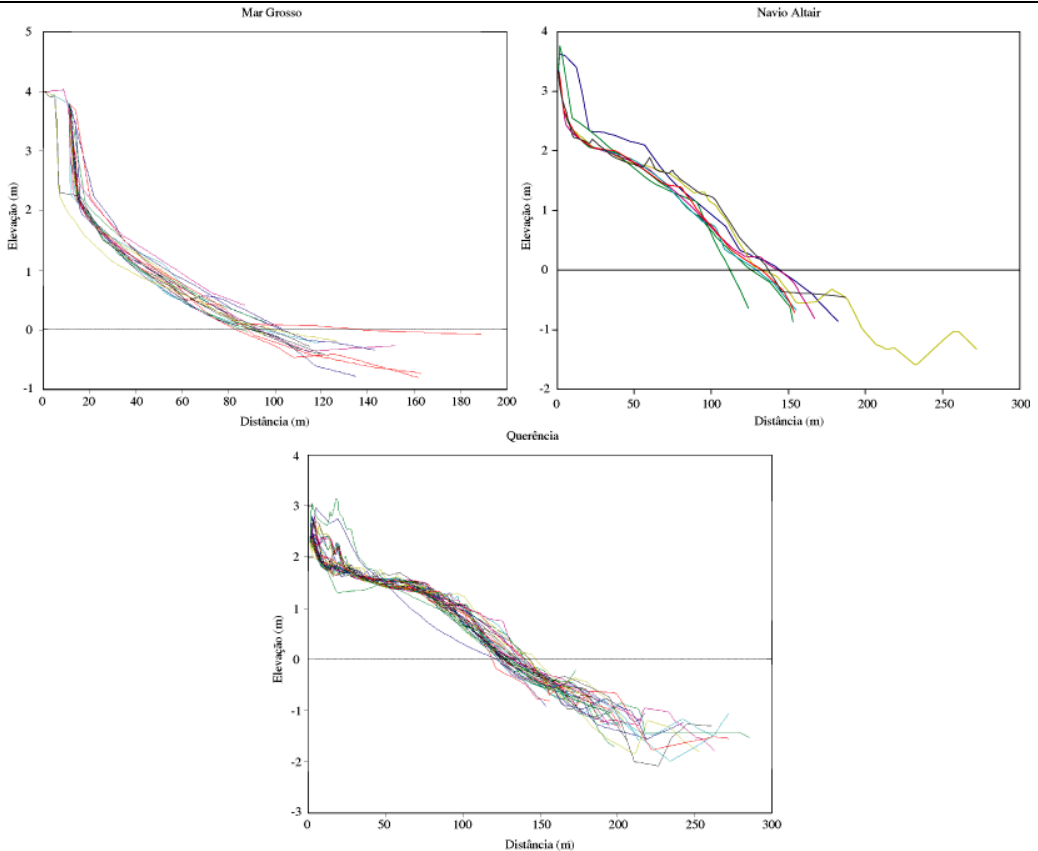 Mar Grosso
5
4
3
2
1
0
-1
0 20 40 60 80 100 120 140 160 180 200
Elevação (m)
Distância (m)
Navio Altair
4
3
2
1
0
-1
-2
0 50 100 150 200 250 300
Elevação (m)
Distância (m)
Querência
4
3
2
1
0
-1
-2
-3
0 50 100 150 200 250 300
Elevação (m)
Distância (m)